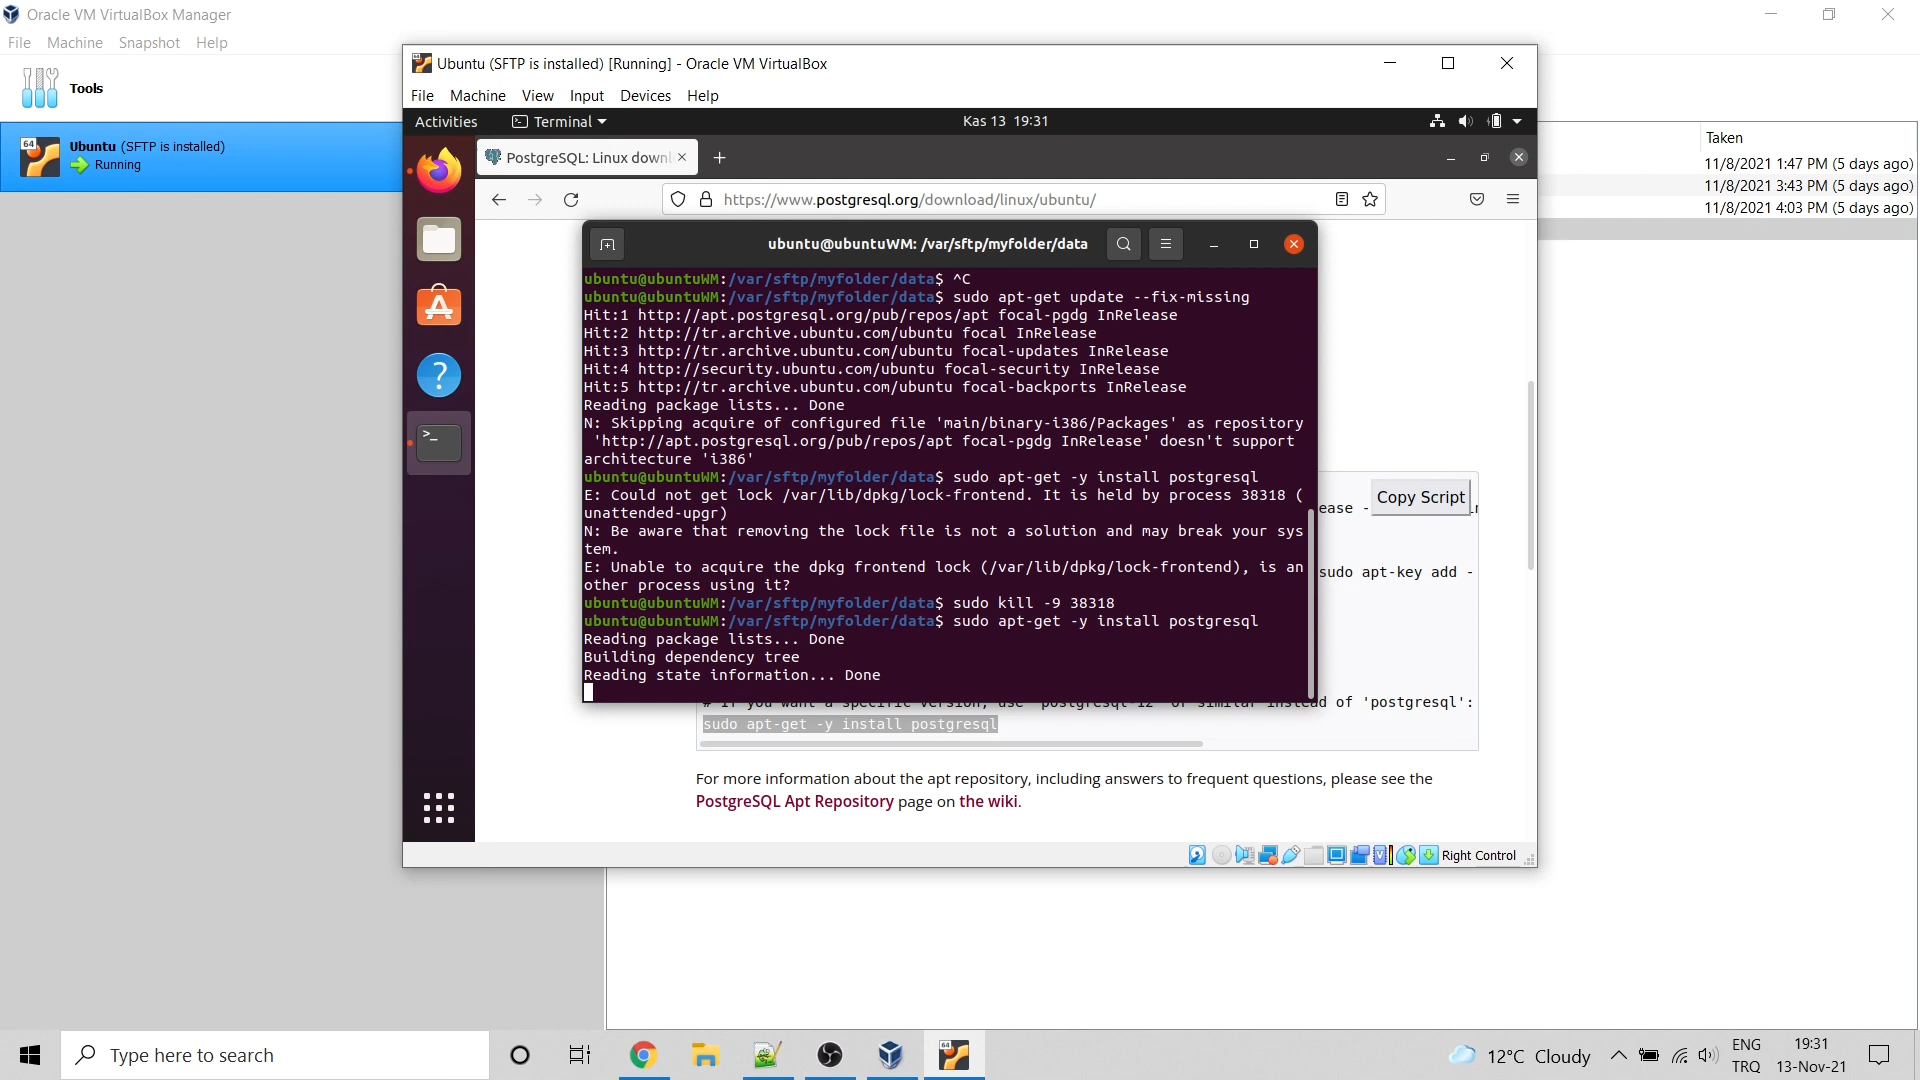 Oracle VM VirtualBox Manager
File Machine Snapshot Help
Tools
64
Ubuntu (SFTP is installed)
Running
Taken
11/8/2021 1:47 PM (5 days ago)
11/8/2021 3:43 PM (5 days ago)
11/8/2021 4:03 PM (5 days ago)
Ubuntu (SFTP is installed) [Running] - Oracle VM VirtualBox
File Machine View Input Devices Help
Activities Terminal Kas 13 19:31
PostgreSQL: Linux downl
https://www.postgresql.org/download/linux/ubuntu/
ubuntu@ubuntuWM: /var/sftp/myfolder/data
ubuntu@ubuntuWM:/var/sftp/myfolder/data$ ^C
ubuntu@ubuntuWM:/var/sftp/myfolder/data$ sudo apt-get update --fix-missing
Hit:1 http://apt.postgresql.org/pub/repos/apt focal-pgdg InRelease
Hit:2 http://tr.archive.ubuntu.com/ubuntu focal InRelease
Hit:3 http://tr.archive.ubuntu.com/ubuntu focal-updates InRelease
Hit:4 http://security.ubuntu.com/ubuntu focal-security InRelease
Hit:5 http://tr.archive.ubuntu.com/ubuntu focal-backports InRelease
Reading package lists... Done
N: Skipping acquire of configured file 'main/binary-i386/Packages' as repository
'http://apt.postgresql.org/pub/repos/apt focal-pgdg InRelease' doesn't support
architecture 'i386'
ubuntu@ubuntuWM:/var/sftp/myfolder/data$ sudo apt-get -y install postgresql
E: Could not get lock /var/lib/dpkg/lock-frontend. It is held by process 38318 (
unattended-upgr)
N: Be aware that removing the lock file is not a solution and may break your sys
tem.
E: Unable to acquire the dpkg frontend lock (/var/lib/dpkg/lock-frontend), is an
other process using it?
ubuntu@ubuntuWM:/var/sftp/myfolder/data$ sudo kill -9 38318
ubuntu@ubuntuWM:/var/sftp/myfolder/data$ sudo apt-get -y install postgresql
Reading package lists... Done
Building dependency tree
Reading state information... Done
Copy Script
ease -
sudo apt-key add -
# If you want a specific version, use 'postgresql-12' or similar instead of 'postgresql':
sudo apt-get -y install postgresql
For more information about the apt repository, including answers to frequent questions, please see the
PostgreSQL Apt Repository page on the wiki.
Right Control
Type here to search
12°C Cloudy
ENG
TRQ
19:31
13-Nov-21